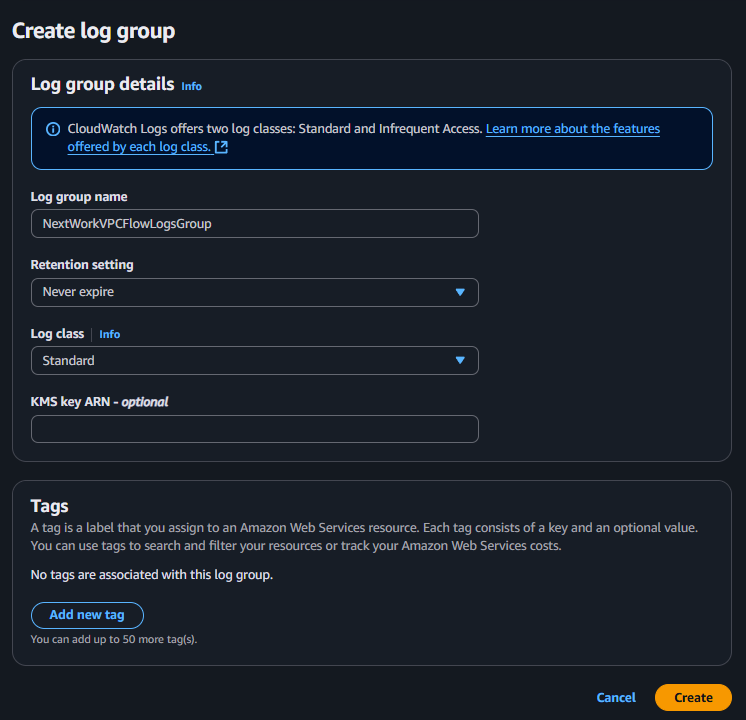 Create log group
Log group details Info
CloudWatch Logs offers two log classes: Standard and Infrequent Access. Learn more about the features
offered by each log class.
Log group name
NextWorkVPCFlowLogsGroup
Retention setting
Never expire
Log class Info
Standard
KMS key ARN - optional
Tags
A tag is a label that you assign to an Amazon Web Services resource. Each tag consists of a key and an optional value.
You can use tags to search and filter your resources or track your Amazon Web Services costs.
No tags are associated with this log group.
Add new tag
You can add up to 50 more tag(s).
Cancel Create